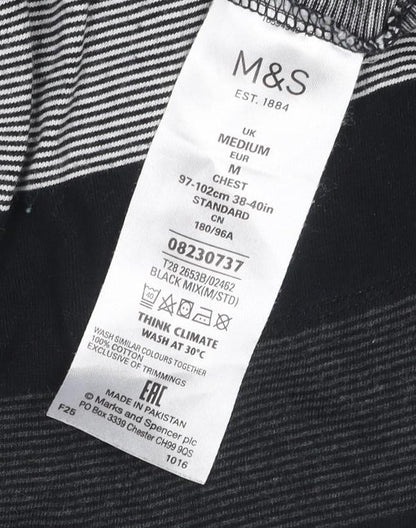 M&S
EST. 1884
UK
MEDIUM
EUR
M
CHEST
97-102cm 38-40in
STANDARD
CN
180/96A
08230737
T28 2653B/02462
BLACK MIX(M/STD)
40
THINK CLIMATE
WASH AT 30°C
WASH SIMILAR COLOURS TOGETHER
100% COTTON
EXCLUSIVE OF TRIMMINGS
EAC
MADE IN PAKISTAN
© Marks and Spencer plc
PO Box 3339 Chester CH99 9QS
F25
1016